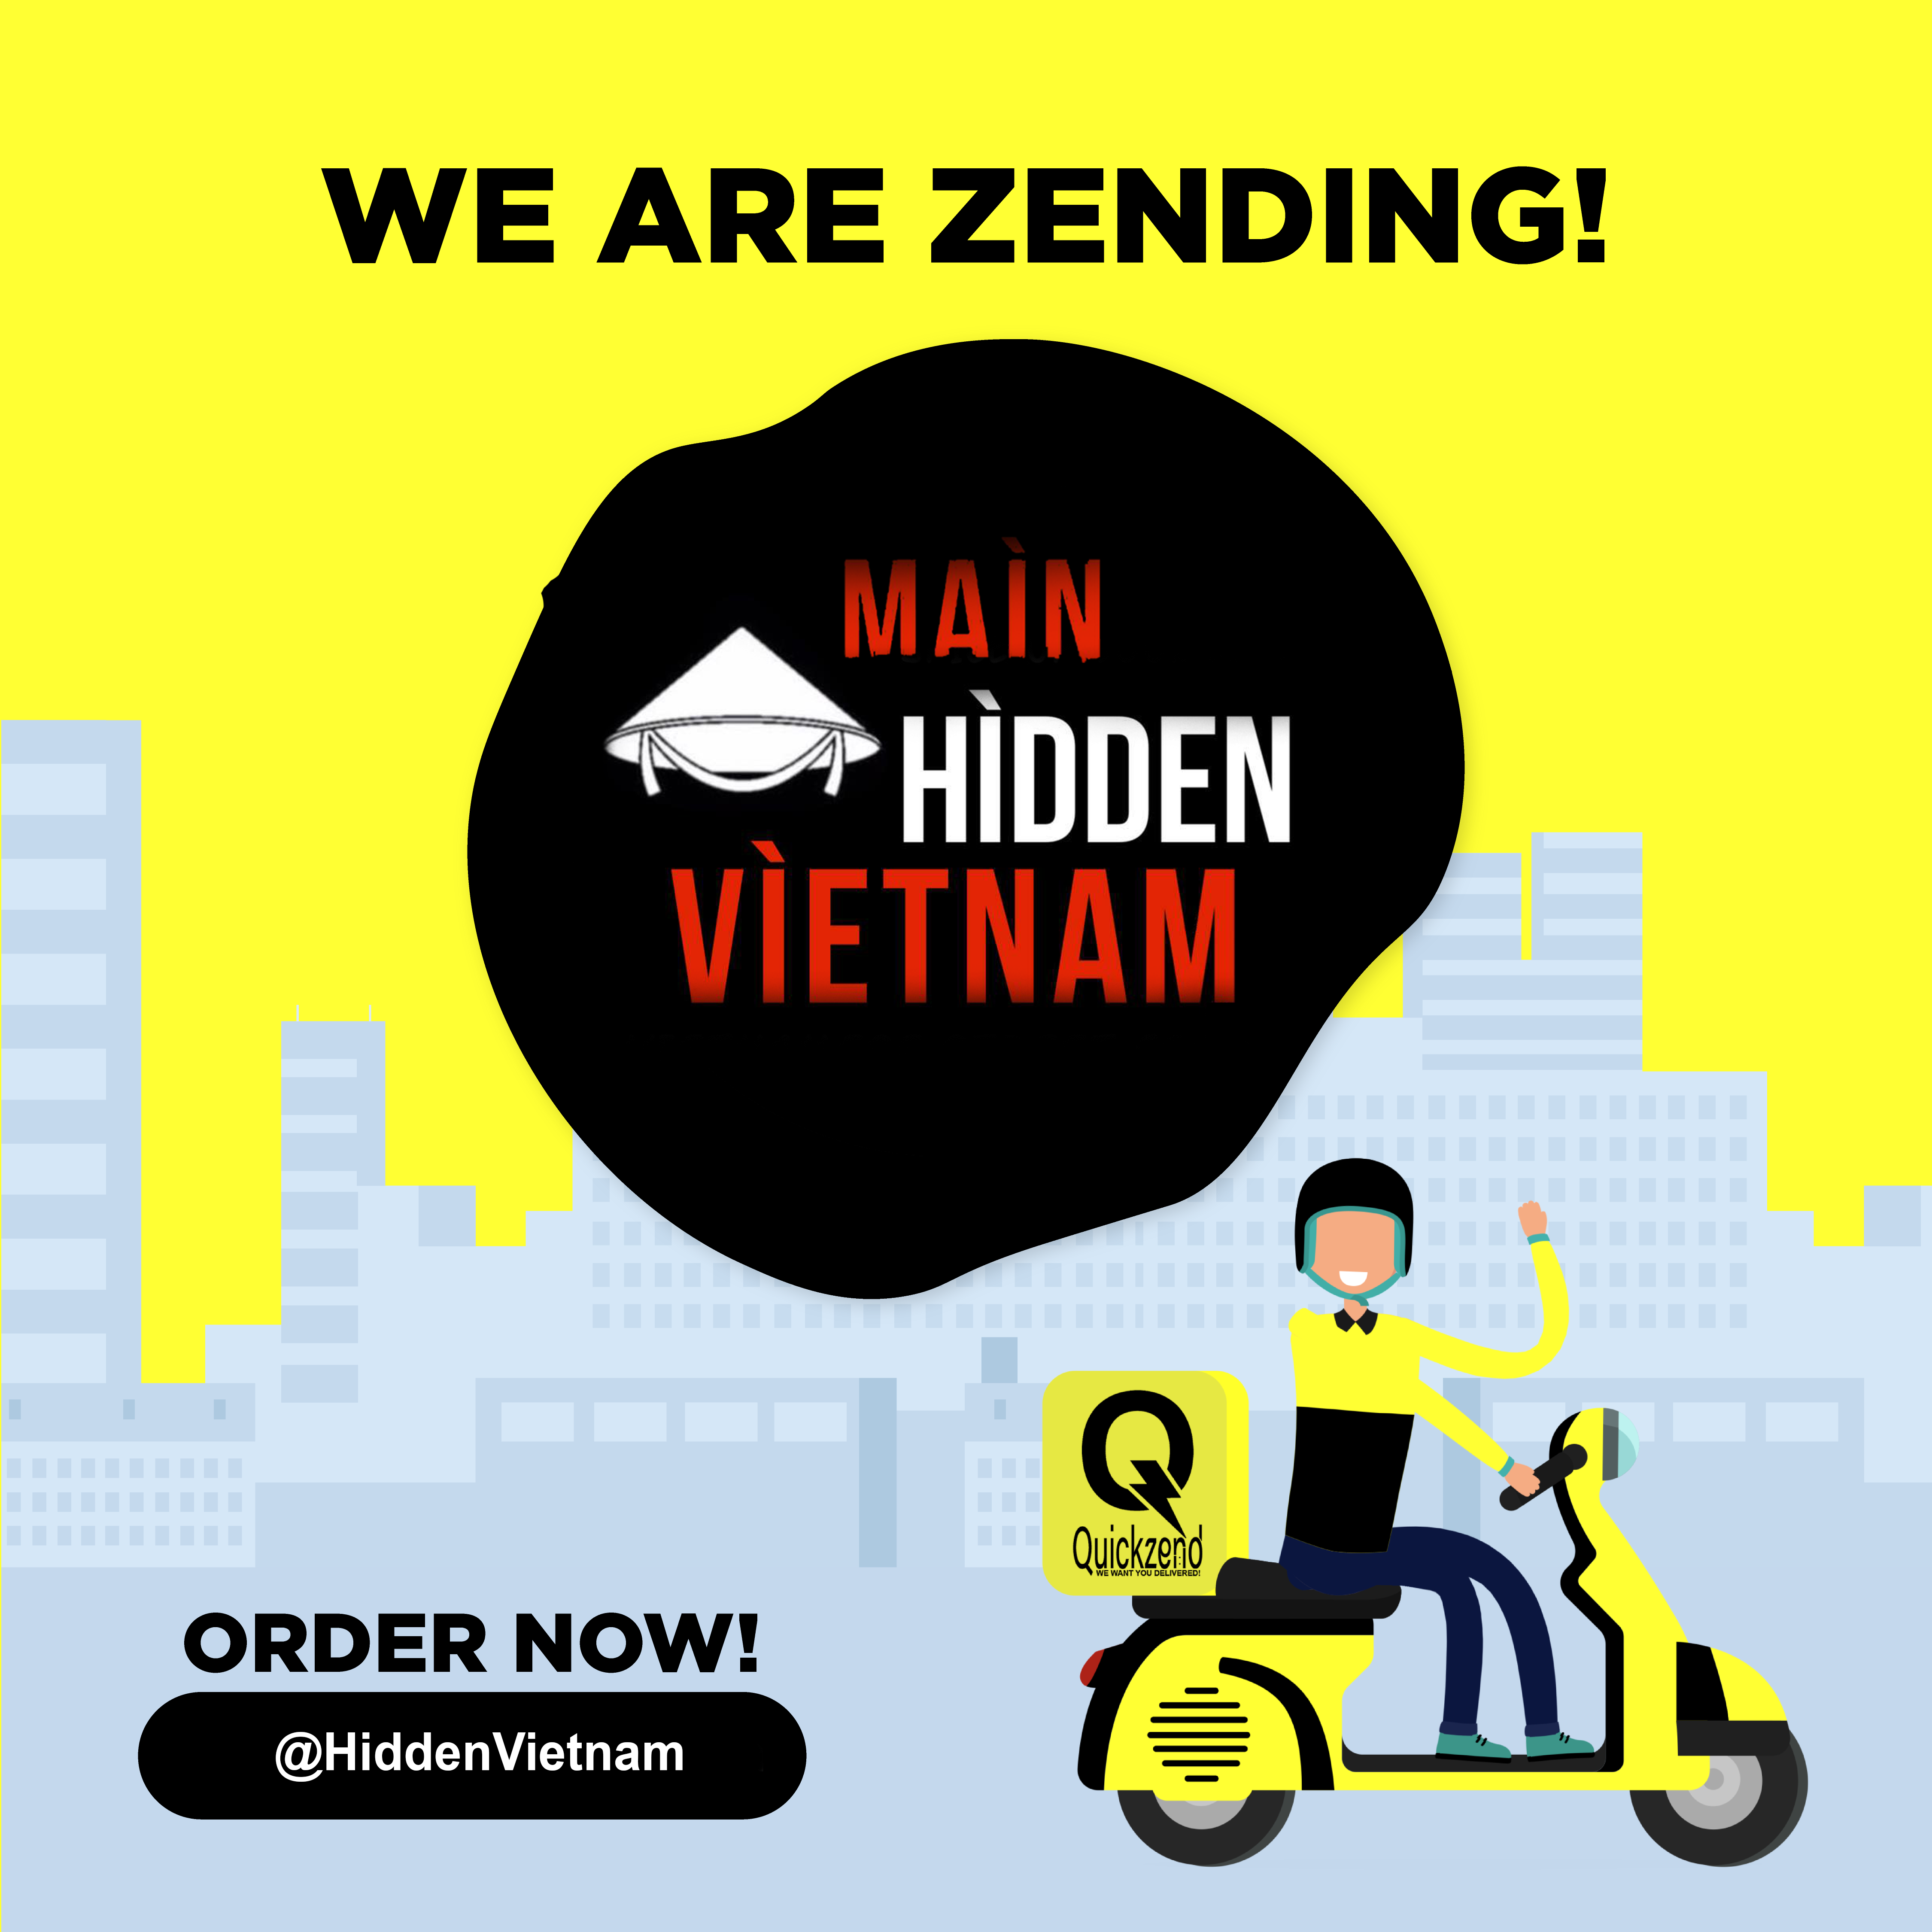 WE ARE ZENDING!
MAÌN
HÌDDEN
VÌETNAM
Q
Quickzend
WE WANT YOU DELIVERED!
ORDER NOW!
@HiddenVietnam